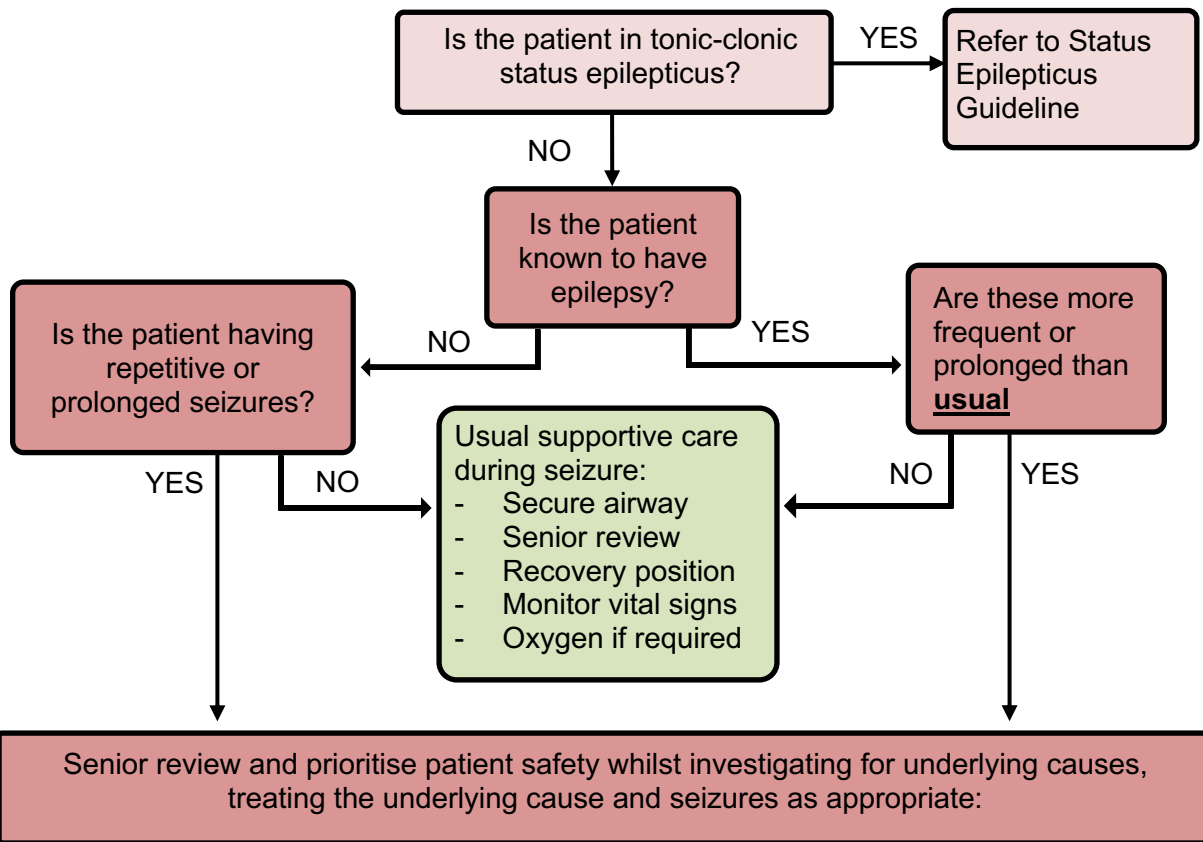 Is the patient in tonic-clonic
status epilepticus?
YES
Refer to Status
Epilepticus
Guideline
NO
Is the patient
known to have
epilepsy?
NO
YES
Is the patient having
repetitive or
prolonged seizures?
Are these more
frequent or
prolonged than
usual
YES
NO
Usual supportive care
during seizure:
- Secure airway
- Senior review
- Recovery position
- Monitor vital signs
- Oxygen if required
NO
YES
Senior review and prioritise patient safety whilst investigating for underlying causes,
treating the underlying cause and seizures as appropriate: